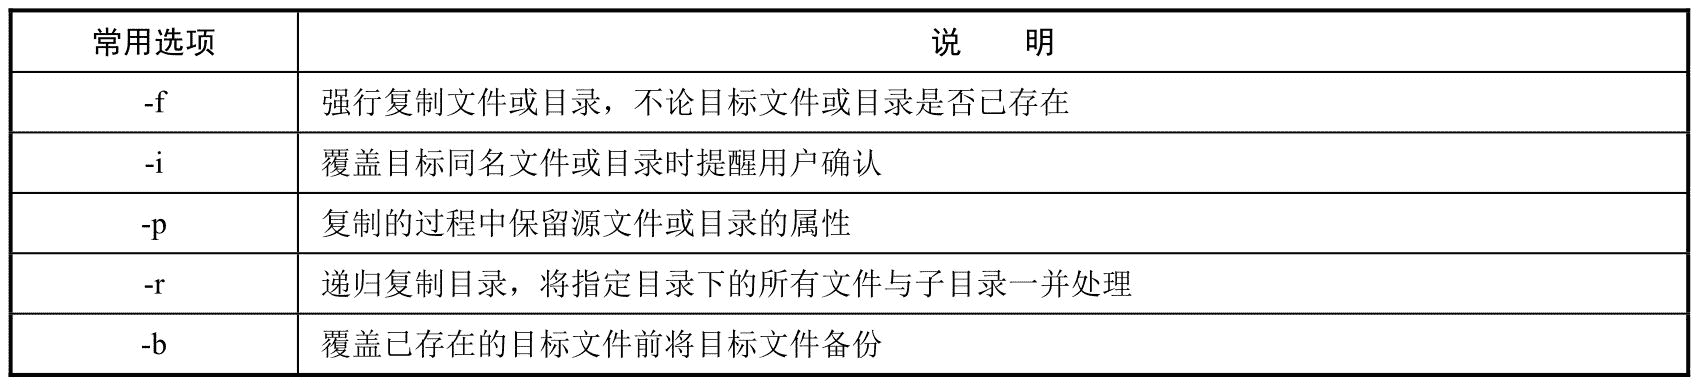 常用选项 说 明
-f 强行复制文件或目录，不论目标文件或目录是否已存在
-i 覆盖目标同名文件或目录时提醒用户确认
-p 复制的过程中保留源文件或目录的属性
-r 递归复制目录，将指定目录下的所有文件与子目录一并处理
-b 覆盖已存在的目标文件前将目标文件备份